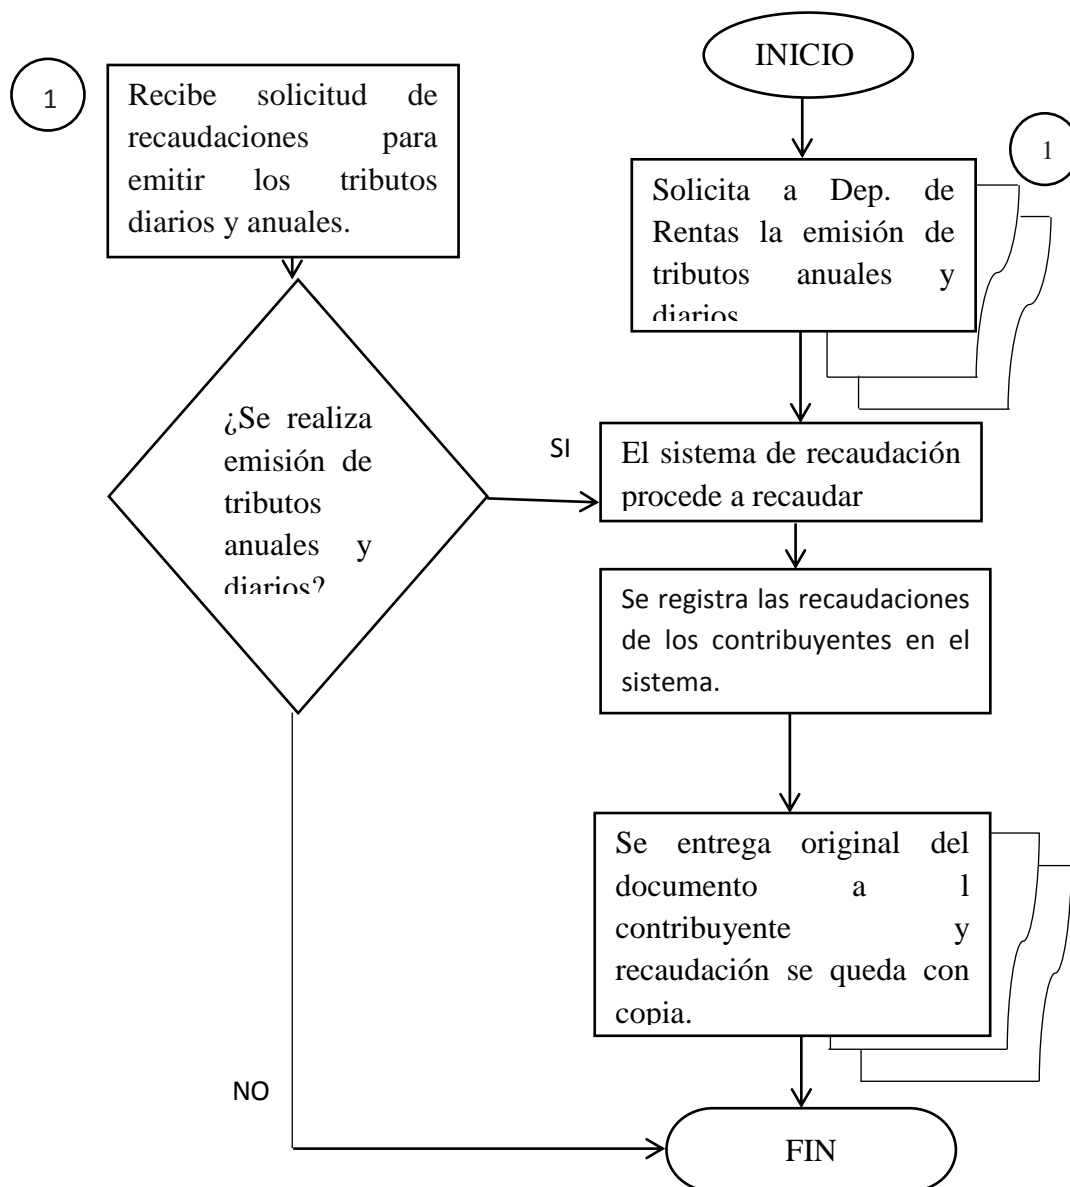 INICIO
1
Recibe solicitud de
recaudaciones para
emitir los tributos
diarios y anuales.
1
Solicita a Dep. de
Rentas la emisión de
tributos anuales y
diarios
¿Se realiza
emisión de
tributos
anuales y
diarios?
SI
El sistema de recaudación
procede a recaudar
Se registra las recaudaciones
de los contribuyentes en el
sistema.
Se entrega original del
documento a l
contribuyente y
recaudación se queda con
copia.
NO
FIN